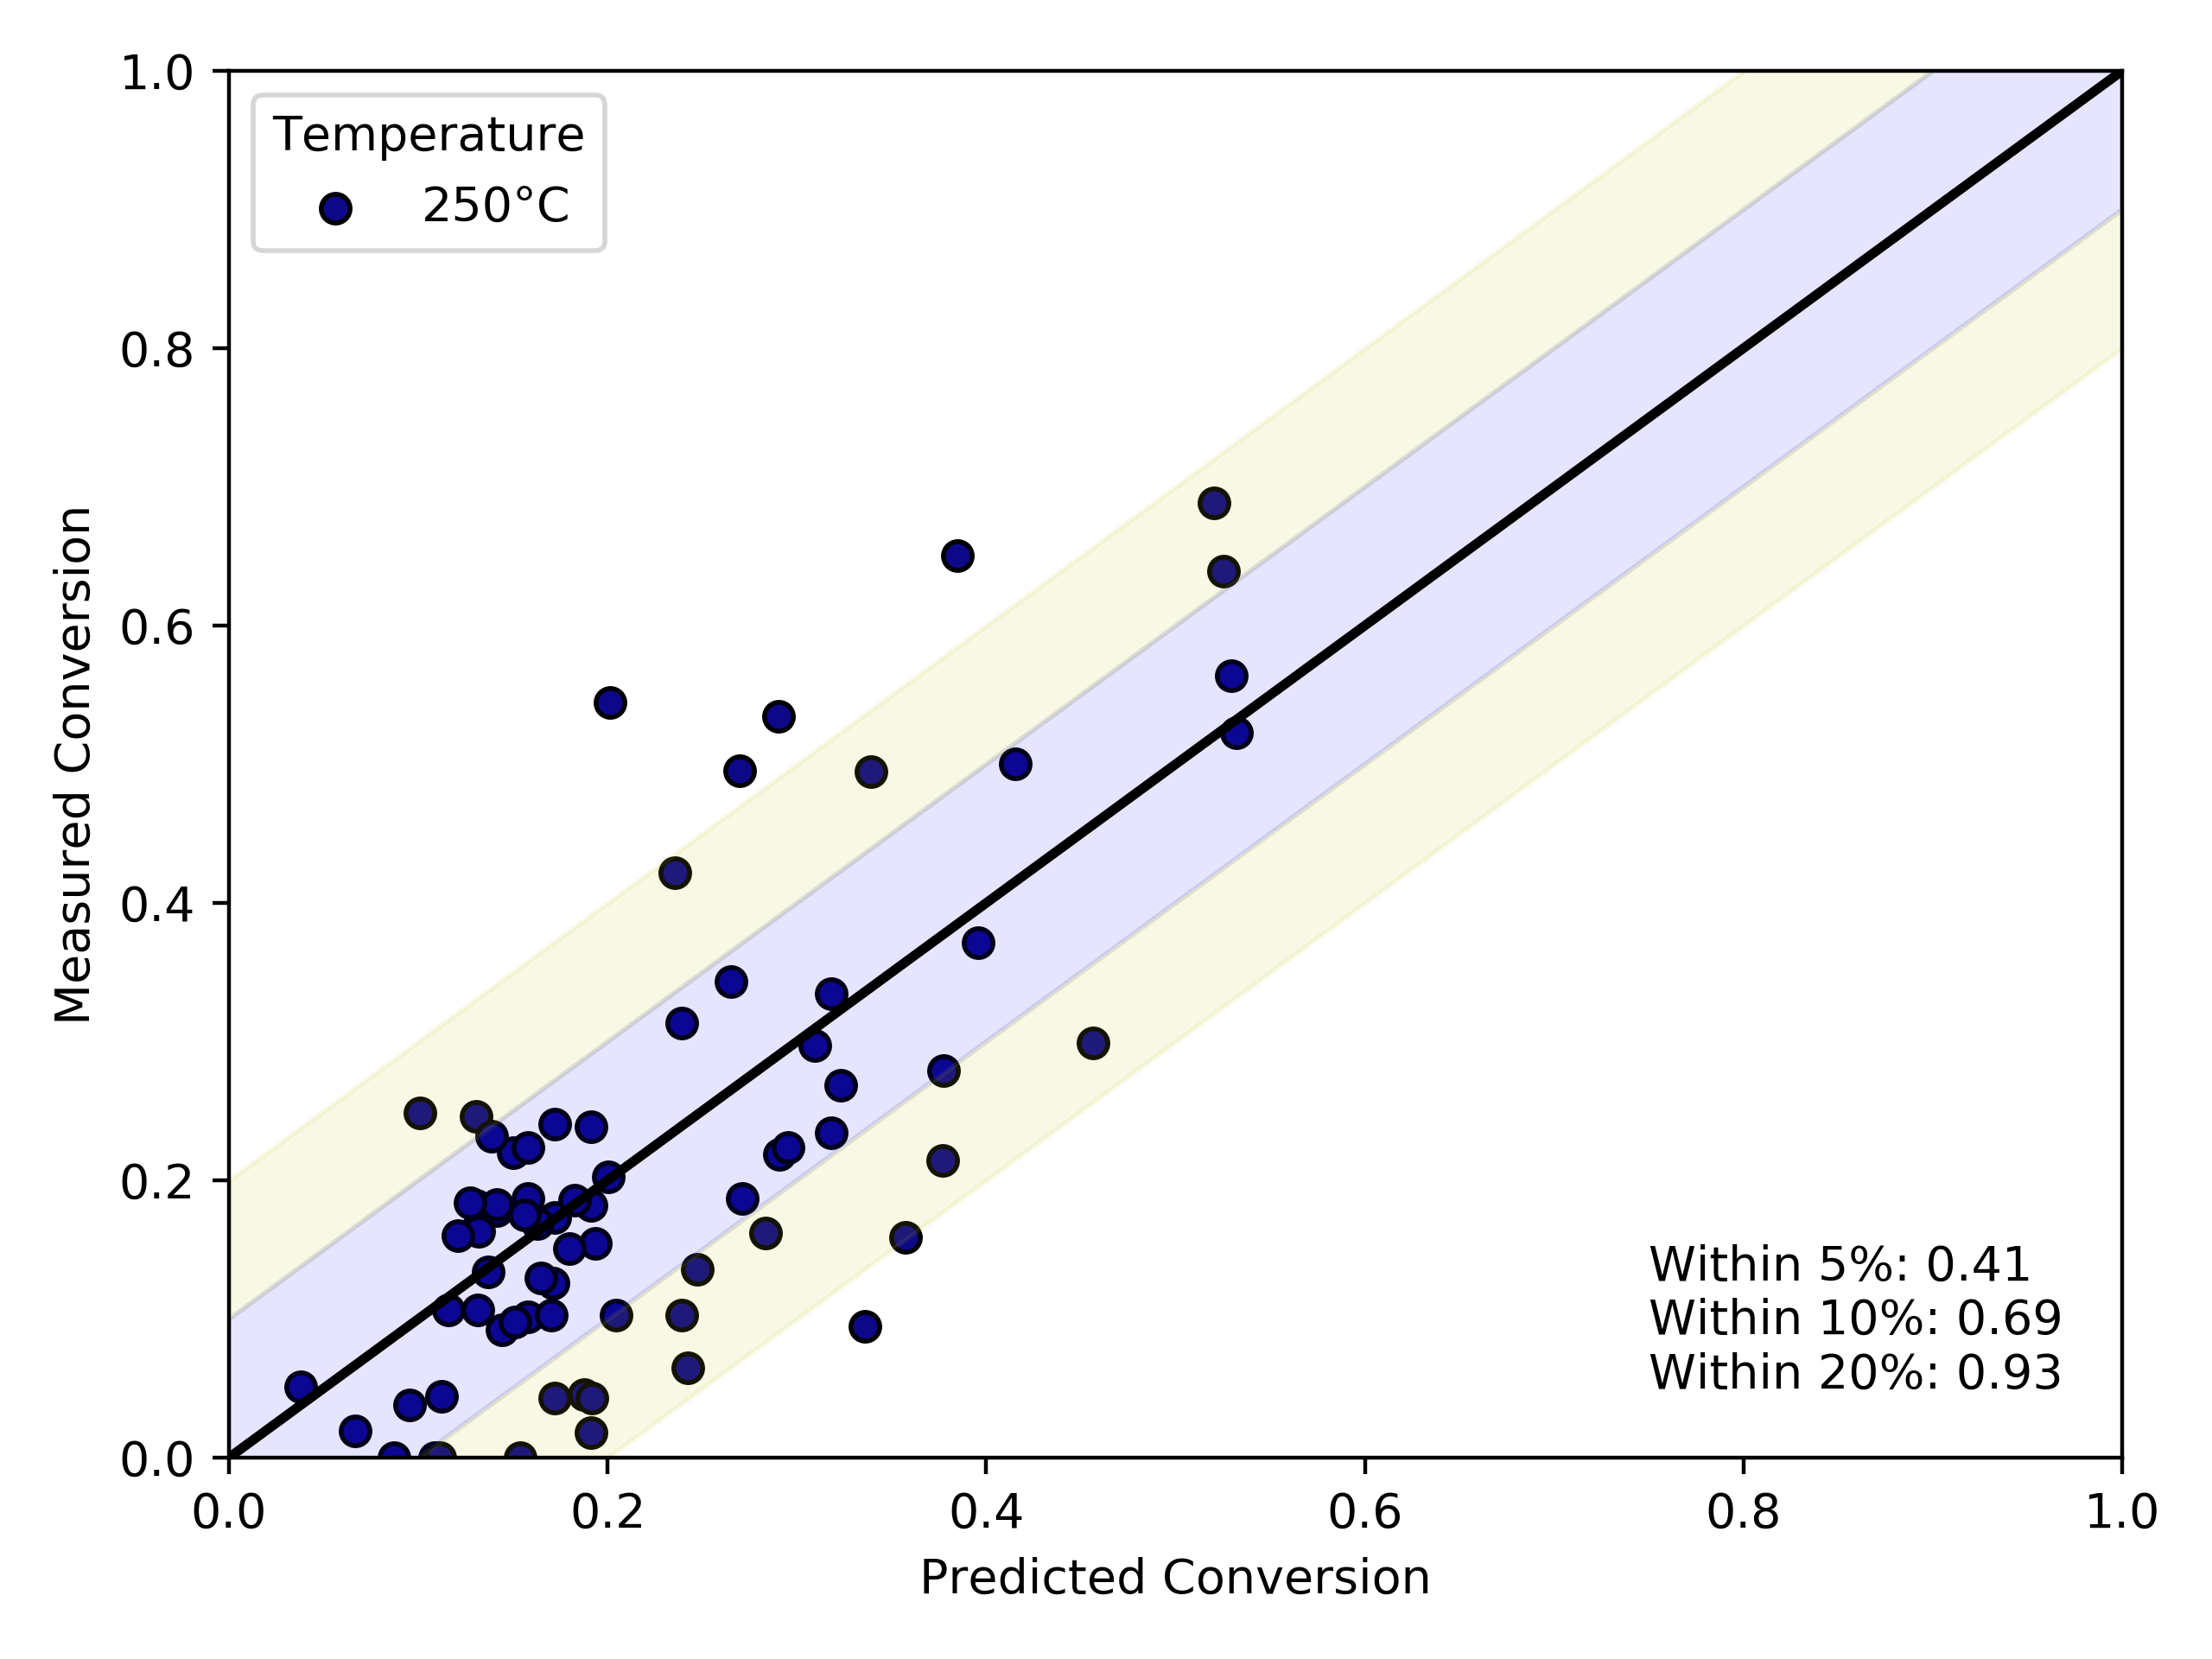 1.0
0.8
0.6
0.4
0.2
0.0
Measured Conversion
Temperature
250°C
Within 5%: 0.41
Within 10%: 0.69
Within 20%: 0.93
0.0 0.2 0.4 0.6 0.8 1.0
Predicted Conversion